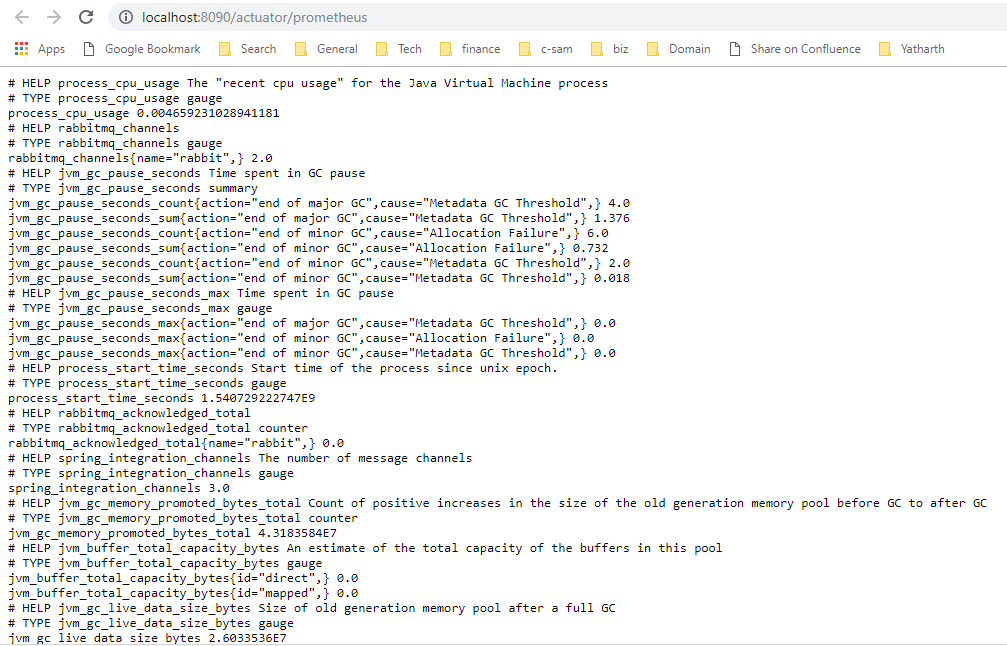 localhost:8090/actuator/prometheus
Apps Google Bookmark Search General Tech finance c-sam biz Domain Share on Confluence Yatharth
# HELP process_cpu_usage The "recent cpu usage" for the Java Virtual Machine process
# TYPE process_cpu_usage gauge
process_cpu_usage 0.004659231028941181
# HELP rabbitmq_channels
# TYPE rabbitmq_channels gauge
rabbitmq_channels{name="rabbit",} 2.0
# HELP jvm_gc_pause_seconds Time spent in GC pause
# TYPE jvm_gc_pause_seconds summary
jvm_gc_pause_seconds_count{action="end of major GC",cause="Metadata GC Threshold",} 4.0
jvm_gc_pause_seconds_sum{action="end of major GC",cause="Metadata GC Threshold",} 1.376
jvm_gc_pause_seconds_count{action="end of minor GC",cause="Allocation Failure",} 6.0
jvm_gc_pause_seconds_sum{action="end of minor GC",cause="Allocation Failure",} 0.732
jvm_gc_pause_seconds_count{action="end of minor GC",cause="Metadata GC Threshold",} 2.0
jvm_gc_pause_seconds_sum{action="end of minor GC",cause="Metadata GC Threshold",} 0.018
# HELP jvm_gc_pause_seconds_max Time spent in GC pause
# TYPE jvm_gc_pause_seconds_max gauge
jvm_gc_pause_seconds_max{action="end of major GC",cause="Metadata GC Threshold",} 0.0
jvm_gc_pause_seconds_max{action="end of minor GC",cause="Allocation Failure",} 0.0
jvm_gc_pause_seconds_max{action="end of minor GC",cause="Metadata GC Threshold",} 0.0
# HELP process_start_time_seconds Start time of the process since unix epoch.
# TYPE process_start_time_seconds gauge
process_start_time_seconds 1.540729222747E9
# HELP rabbitmq_acknowledged_total
# TYPE rabbitmq_acknowledged_total counter
rabbitmq_acknowledged_total{name="rabbit",} 0.0
# HELP spring_integration_channels The number of message channels
# TYPE spring_integration_channels gauge
spring_integration_channels 3.0
# HELP jvm_gc_memory_promoted_bytes_total Count of positive increases in the size of the old generation memory pool before GC to after GC
# TYPE jvm_gc_memory_promoted_bytes_total counter
jvm_gc_memory_promoted_bytes_total 4.3183584E7
# HELP jvm_buffer_total_capacity_bytes An estimate of the total capacity of the buffers in this pool
# TYPE jvm_buffer_total_capacity_bytes gauge
jvm_buffer_total_capacity_bytes{id="direct",} 0.0
jvm_buffer_total_capacity_bytes{id="mapped",} 0.0
# HELP jvm_gc_live_data_size_bytes Size of old generation memory pool after a full GC
# TYPE jvm_gc_live_data_size_bytes gauge
jvm_gc_live_data_size_bytes 2.6033536E7